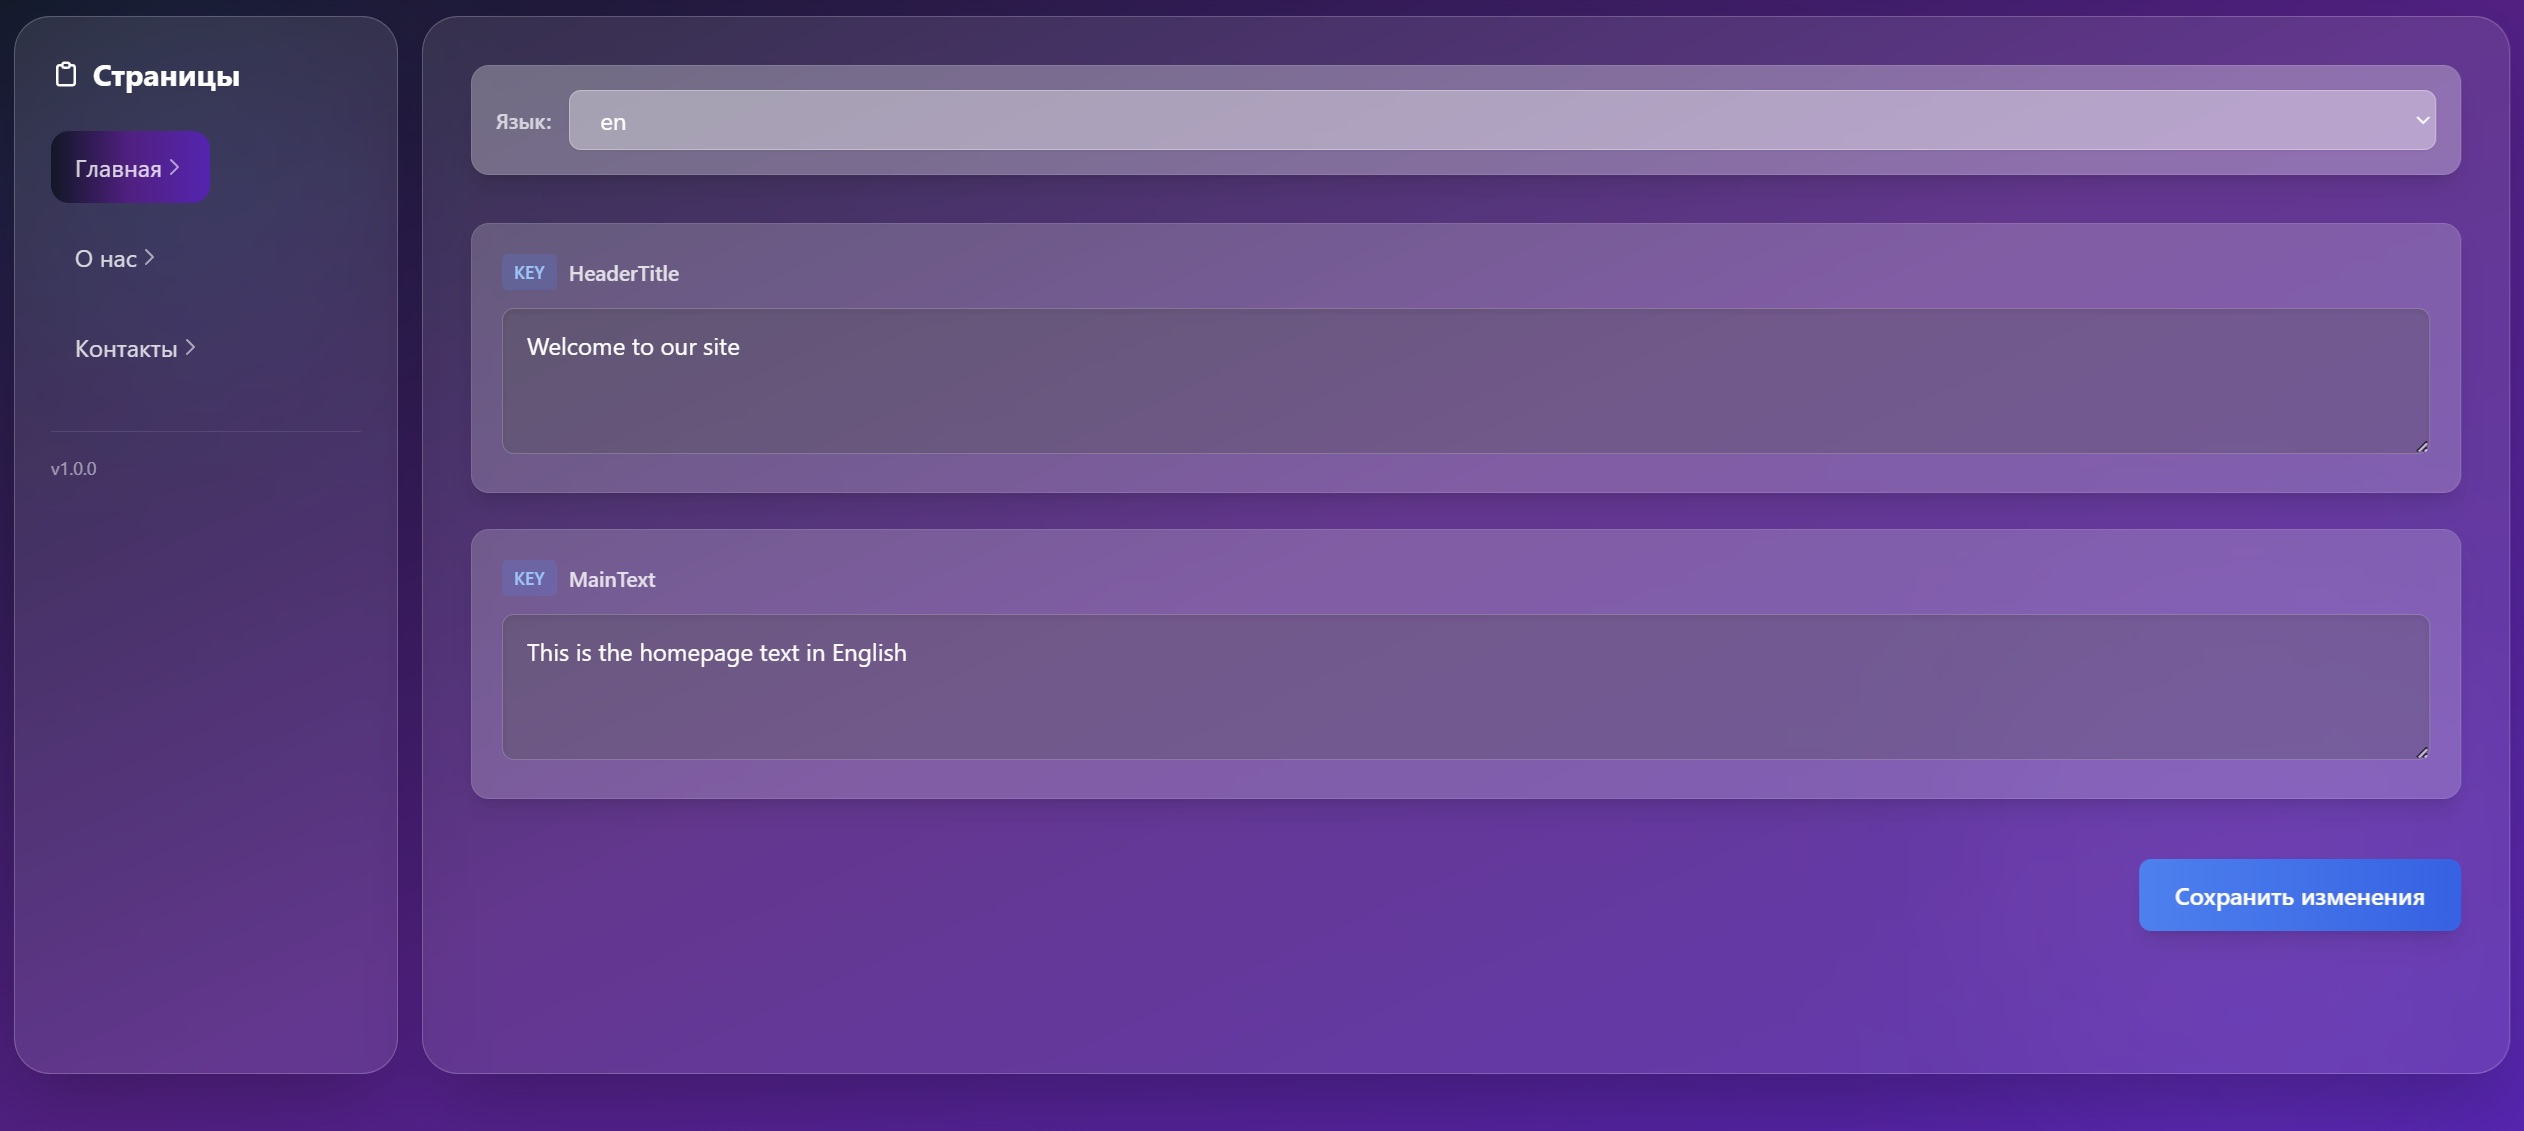 Страницы
Главная
О нас
Контакты
v1.0.0
Язык: en
KEY HeaderTitle
Welcome to our site
KEY MainText
This is the homepage text in English
Сохранить изменения